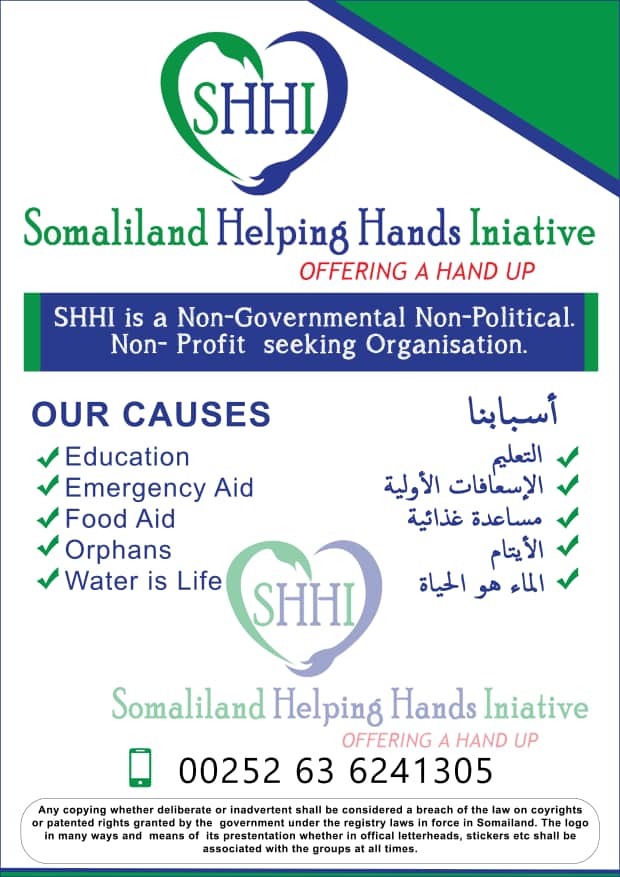 SHHI
Somaliland Helping Hands Iniative
OFFERING A HAND UP
SHHI is a Non-Governmental Non-Political.
Non- Profit seeking Organisation.
OUR CAUSES
Education
Emergency Aid
Food Aid
Orphans
Water is Life
أسبابنا
التعليم
الإسعافات الأولية
مساعدة غذائية
الأيتام
الماء هو الحياة
SHHI
Somaliland Helping Hands Iniative
OFFERING A HAND UP
00252 63 6241305
Any copying whether deliberate or inadvertent shall be considered a breach of the law on coyrights
or patented rights granted by the government under the registry laws in force in Somailand. The logo
in many ways and means of its prestentation whether in offical letterheads, stickers etc shall be
associated with the groups at all times.